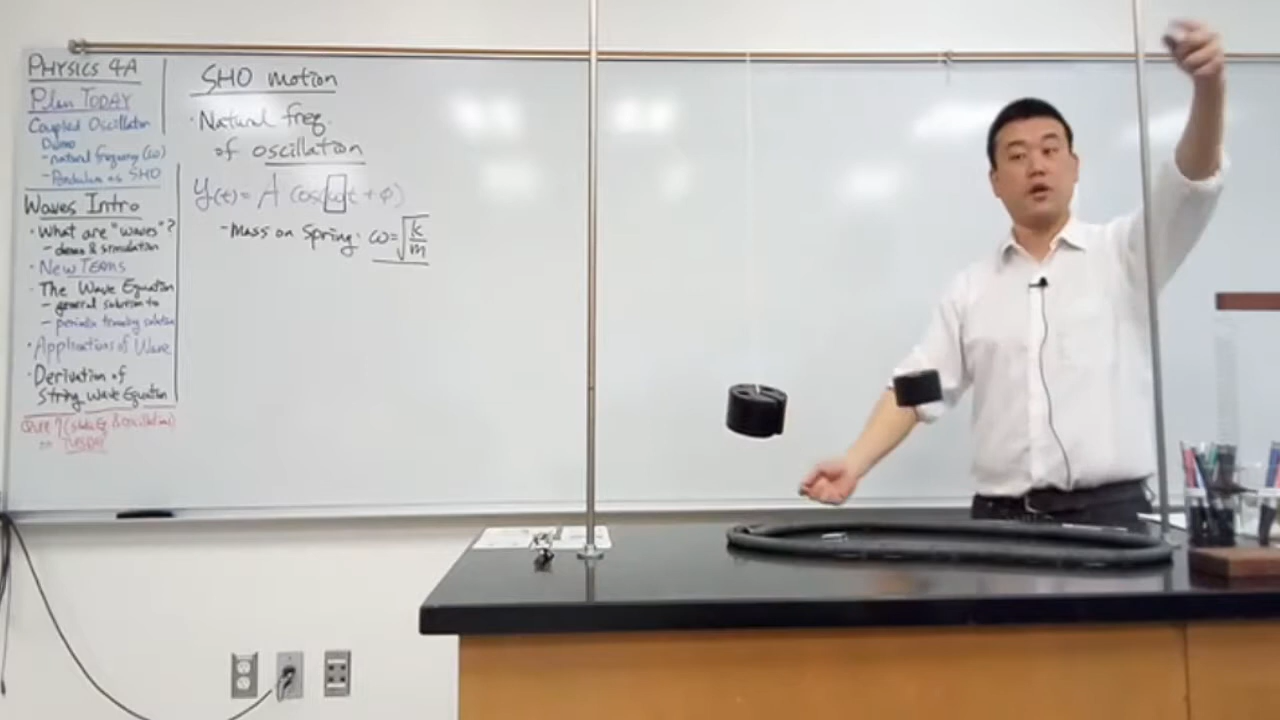 PHYSICS 4A
Plan TODAY
Coupled Oscillator
Demo
- natural frequency (ω)
- Pendulum as SHO
Waves Intro
· What are "waves"?
- demo & simulation
· New TERMS
· The Wave Equation
- general solution to
- periodic traveling solution
· Applications of Wave
· Derivation of
String Wave Equation
on TUESDAY
SHO motion
· Natural freq.
of oscillation
y(t) = A cos(ωt + φ)
- Mass on Spring: ω = √k/m